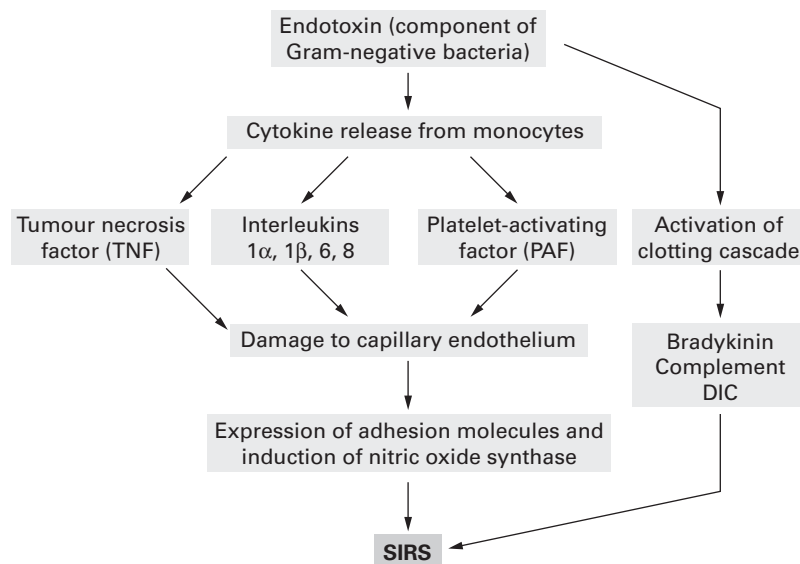 Endotoxin (component of
Gram-negative bacteria)
Cytokine release from monocytes
Tumour necrosis
factor (TNF)
Interleukins
1α, 1β, 6, 8
Platelet-activating
factor (PAF)
Activation of
clotting cascade
Damage to capillary endothelium
Bradykinin
Complement
DIC
Expression of adhesion molecules and
induction of nitric oxide synthase
SIRS